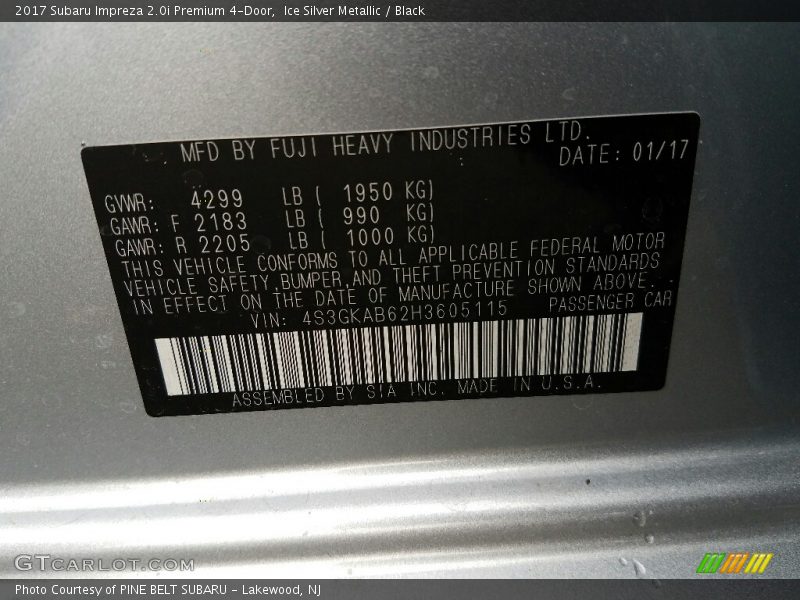 2017 Subaru Impreza 2.0i Premium 4-Door, Ice Silver Metallic / Black
MFD BY FUJI HEAVY INDUSTRIES LTD.
DATE: 01/17
GVWR: 4299 LB ( 1950 KG)
GAWR: F 2183 LB ( 990 KG)
GAWR: R 2205 LB ( 1000 KG)
THIS VEHICLE CONFORMS TO ALL APPLICABLE FEDERAL MOTOR
VEHICLE SAFETY,BUMPER,AND THEFT PREVENTION STANDARDS
IN EFFECT ON THE DATE OF MANUFACTURE SHOWN ABOVE.
VIN: 4S3GKAB62H3605115 PASSENGER CAR
ASSEMBLED BY SIA INC. MADE IN U.S.A.
GTCARLOT.COM
Photo Courtesy of PINE BELT SUBARU - Lakewood, NJ